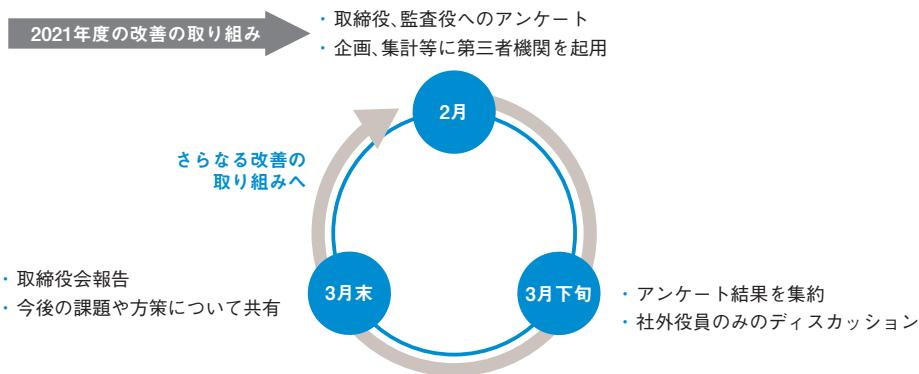 2021年度の改善の取り組み
・取締役、監査役へのアンケート
・企画、集計等に第三者機関を起用
2月
さらなる改善の
取り組みへ
3月下旬
・アンケート結果を集約
・社外役員のみのディスカッション
3月末
・取締役会報告
・今後の課題や方策について共有